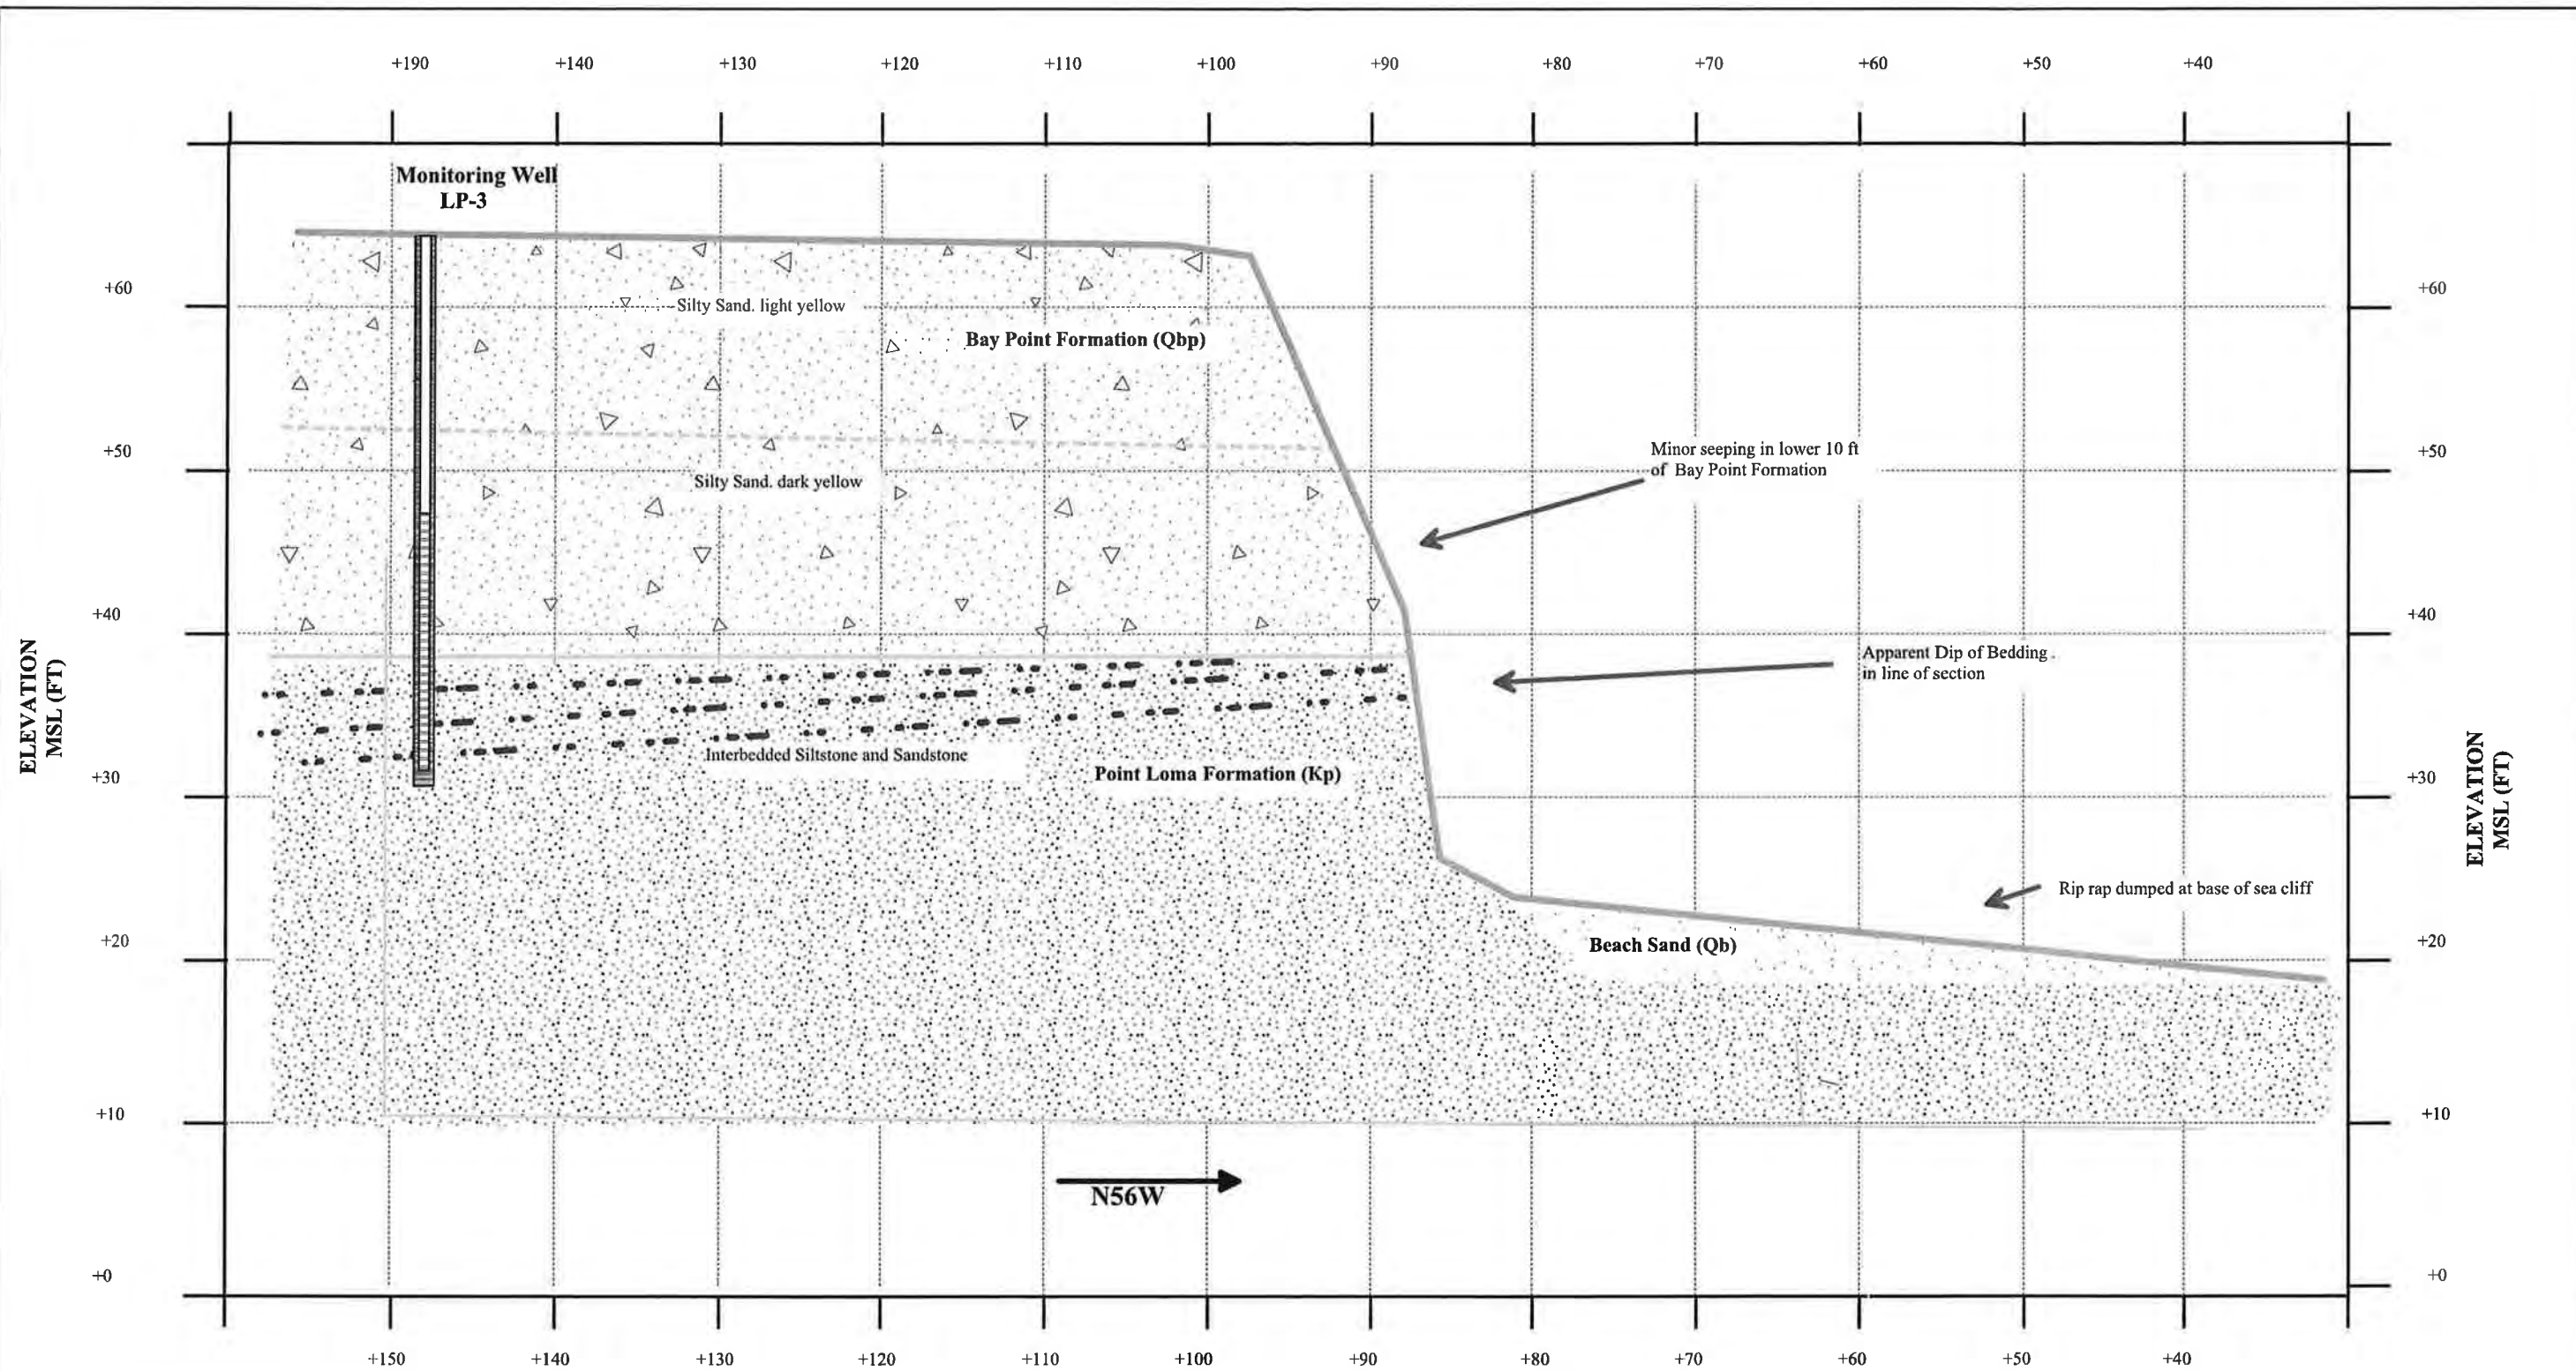 +190 +140 +130 +120 +110 +100 +90 +80 +70 +60 +50 +40
Monitoring Well
LP-3
+60 +60
Silty Sand. light yellow
Bay Point Formation (Qbp)
+50 +50
Minor seeping in lower 10 ft
of Bay Point Formation
Silty Sand. dark yellow
+40 +40
ELEVATION
MSL (FT)
Apparent Dip of Bedding
in line of section
Interbedded Siltstone and Sandstone
Point Loma Formation (Kp)
+30 +30
ELEVATION
MSL (FT)
Rip rap dumped at base of sea cliff
Beach Sand (Qb)
+20 +20
+10 +10
N56W
+0 +0
+150 +140 +130 +120 +110 +100 +90 +80 +70 +60 +50 +40